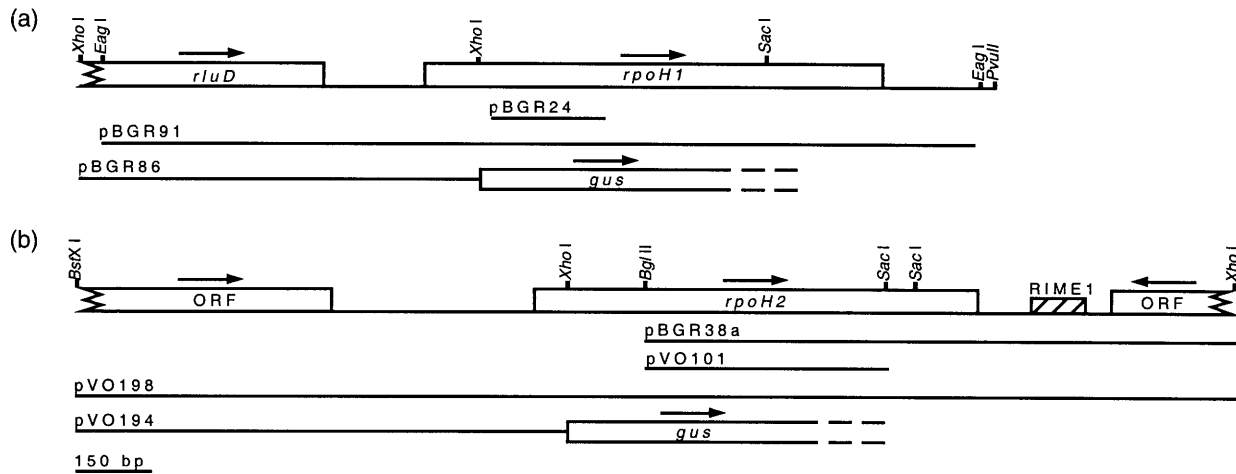 (a)
XhoI EagI XhoI SacI EagI PvuII
rluD rpoH1
pBGR24
pBGR91
pBGR86
gus
(b)
BstXI XhoI BglII SacI SacI XhoI
RIME1
ORF rpoH2 ORF
pBGR38a
pVO101
pVO198
pVO194
gus
150 bp